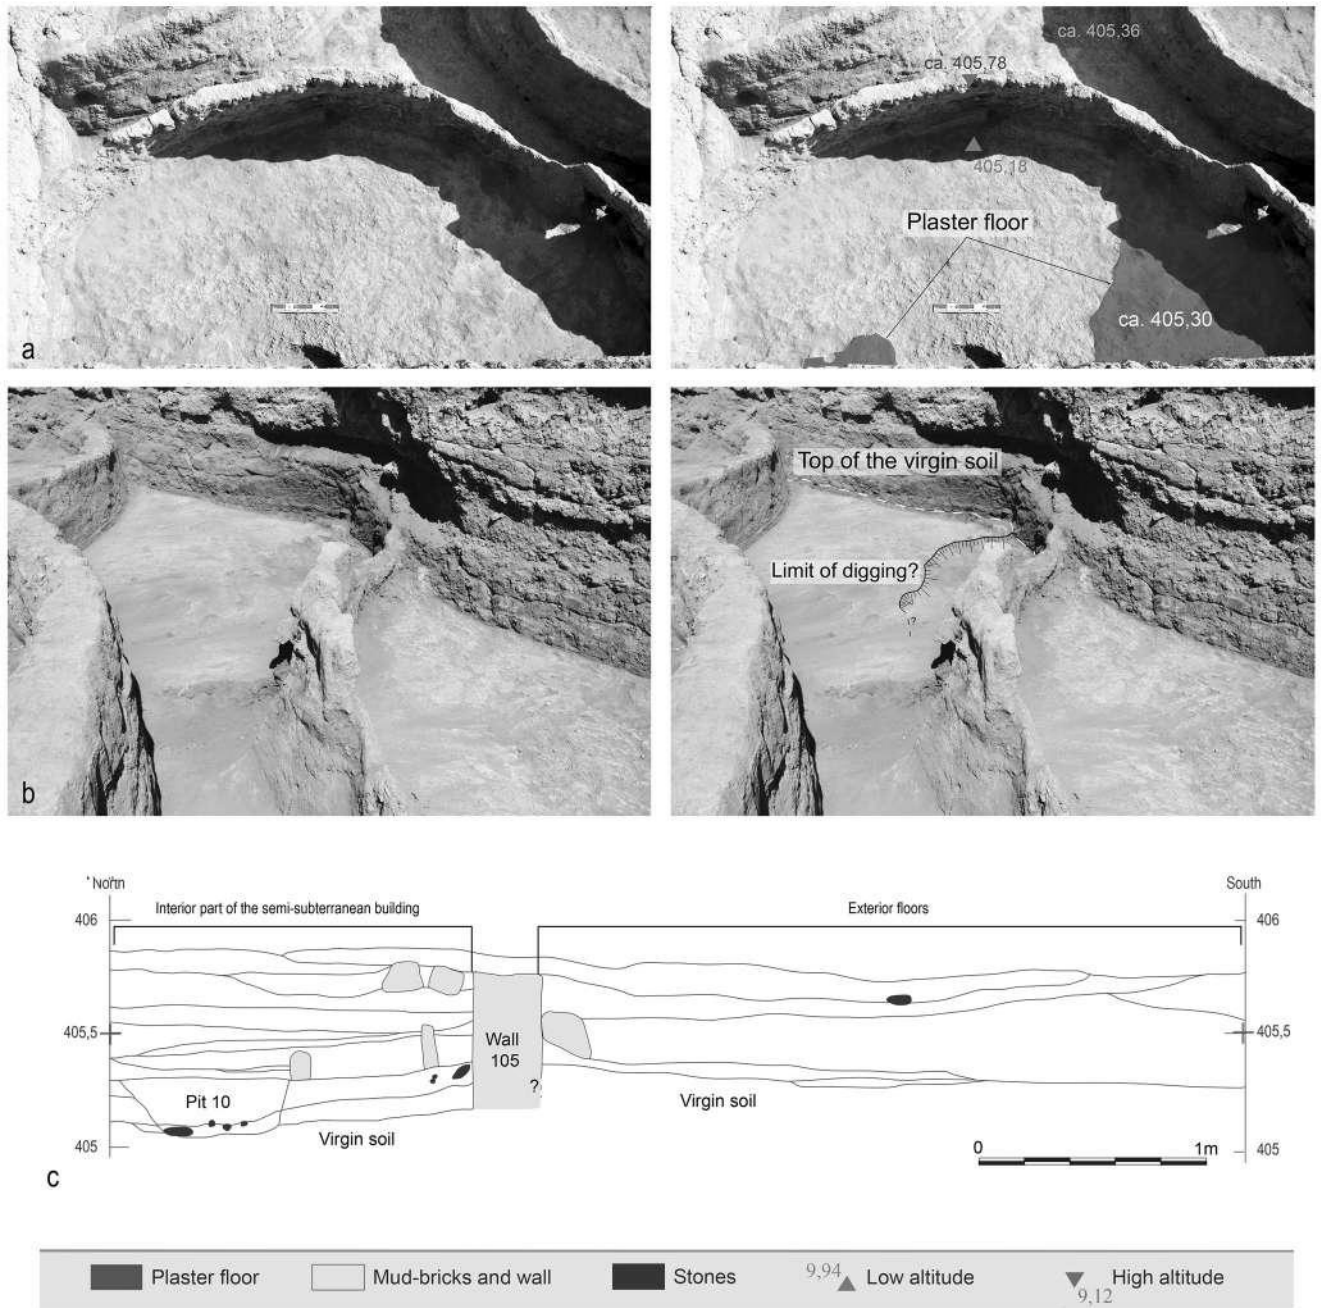 ca. 405,36
ca. 405,78
405,18
Plaster floor
ca. 405,30
a
Top of the virgin soil
Limit of digging?
?
b
North
South
406
Interior part of the semi-subterranean building
Exterior floors
406
405,5
Wall
105
405,5
?
Pit 10
Virgin soil
Virgin soil
405
0
1m
405
c
Plaster floor
Mud-bricks and wall
Stones
9,94
Low altitude
9,12
High altitude